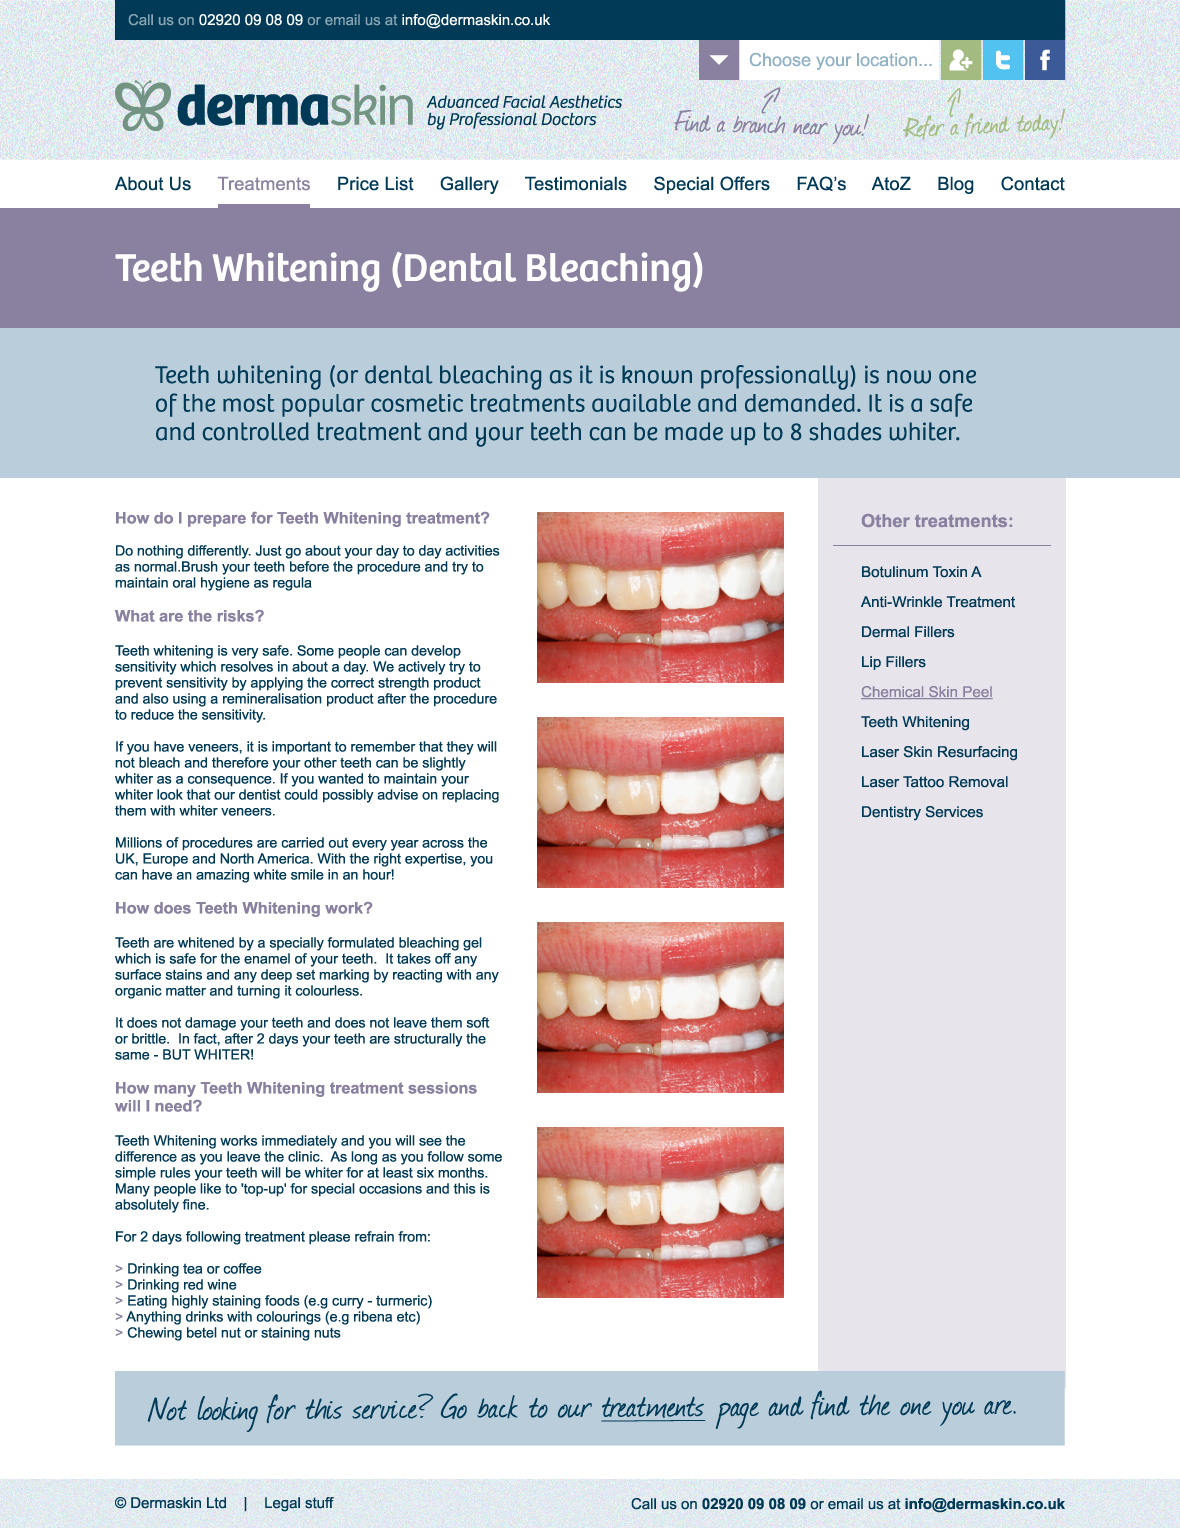 Call us on 02920 09 08 09 or email us at info@dermaskin.co.uk
Choose your location...
dermaskin
Advanced Facial Aesthetics
by Professional Doctors
Find a branch near you!
Refer a friend today!
About Us Treatments Price List Gallery Testimonials Special Offers FAQ's AtoZ Blog Contact
Teeth Whitening (Dental Bleaching)
Teeth whitening (or dental bleaching as it is known professionally) is now one
of the most popular cosmetic treatments available and demanded. It is a safe
and controlled treatment and your teeth can be made up to 8 shades whiter.
How do I prepare for Teeth Whitening treatment?
Do nothing differently. Just go about your day to day activities
as normal.Brush your teeth before the procedure and try to
maintain oral hygiene as regula
What are the risks?
Teeth whitening is very safe. Some people can develop
sensitivity which resolves in about a day. We actively try to
prevent sensitivity by applying the correct strength product
and also using a remineralisation product after the procedure
to reduce the sensitivity.
If you have veneers, it is important to remember that they will
not bleach and therefore your other teeth can be slightly
whiter as a consequence. If you wanted to maintain your
whiter look that our dentist could possibly advise on replacing
them with whiter veneers.
Millions of procedures are carried out every year across the
UK, Europe and North America. With the right expertise, you
can have an amazing white smile in an hour!
How does Teeth Whitening work?
Teeth are whitened by a specially formulated bleaching gel
which is safe for the enamel of your teeth.  It takes off any
surface stains and any deep set marking by reacting with any
organic matter and turning it colourless.
It does not damage your teeth and does not leave them soft
or brittle.  In fact, after 2 days your teeth are structurally the
same - BUT WHITER!
How many Teeth Whitening treatment sessions
will I need?
Teeth Whitening works immediately and you will see the
difference as you leave the clinic.  As long as you follow some
simple rules your teeth will be whiter for at least six months.
Many people like to 'top-up' for special occasions and this is
absolutely fine.
For 2 days following treatment please refrain from:
> Drinking tea or coffee
> Drinking red wine
> Eating highly staining foods (e.g curry - turmeric)
> Anything drinks with colourings (e.g ribena etc)
> Chewing betel nut or staining nuts
Other treatments:
Botulinum Toxin A
Anti-Wrinkle Treatment
Dermal Fillers
Lip Fillers
Chemical Skin Peel
Teeth Whitening
Laser Skin Resurfacing
Laser Tattoo Removal
Dentistry Services
Not looking for this service? Go back to our treatments page and find the one you are.
© Dermaskin Ltd | Legal stuff
Call us on 02920 09 08 09 or email us at info@dermaskin.co.uk